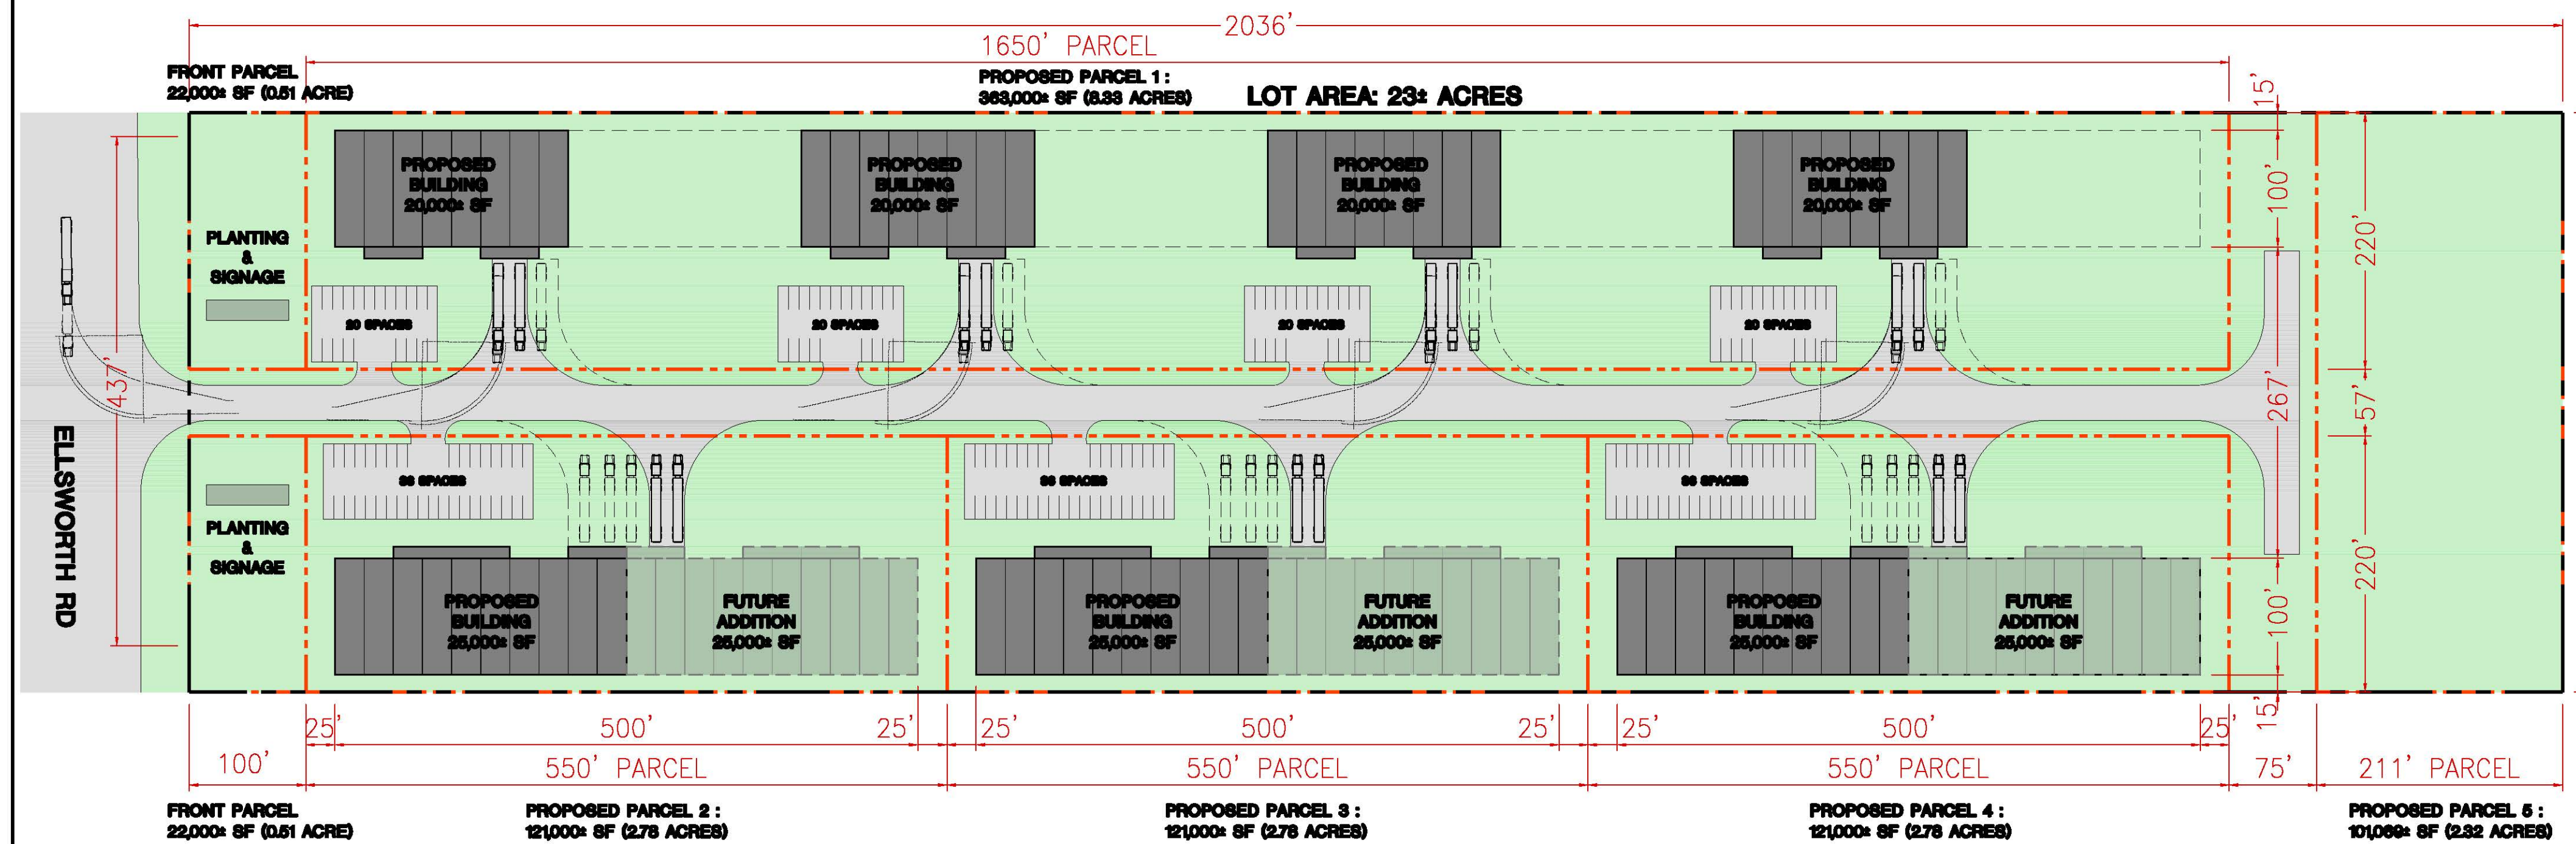 2036'
1650' PARCEL
FRONT PARCEL
22,000± SF (0.51 ACRE)
PROPOSED PARCEL 1 :
363,000± SF (8.33 ACRES)
LOT AREA: 23± ACRES
15'
PROPOSED
BUILDING
20,000± SF
PROPOSED
BUILDING
20,000± SF
PROPOSED
BUILDING
20,000± SF
PROPOSED
BUILDING
20,000± SF
100'
220'
PLANTING
&
SIGNAGE
20 SPACES
20 SPACES
20 SPACES
20 SPACES
437'
267'
57'
ELLSWORTH RD
36 SPACES
36 SPACES
36 SPACES
PLANTING
&
SIGNAGE
220'
100'
PROPOSED
BUILDING
25,000± SF
FUTURE
ADDITION
25,000± SF
PROPOSED
BUILDING
25,000± SF
FUTURE
ADDITION
25,000± SF
PROPOSED
BUILDING
25,000± SF
FUTURE
ADDITION
25,000± SF
15'
25'
500'
25'
25'
500'
25'
25'
500'
25'
100'
550' PARCEL
550' PARCEL
550' PARCEL
75'
211' PARCEL
FRONT PARCEL
22,000± SF (0.51 ACRE)
PROPOSED PARCEL 2 :
121,000± SF (2.78 ACRES)
PROPOSED PARCEL 3 :
121,000± SF (2.78 ACRES)
PROPOSED PARCEL 4 :
121,000± SF (2.78 ACRES)
PROPOSED PARCEL 5 :
101,069± SF (2.32 ACRES)